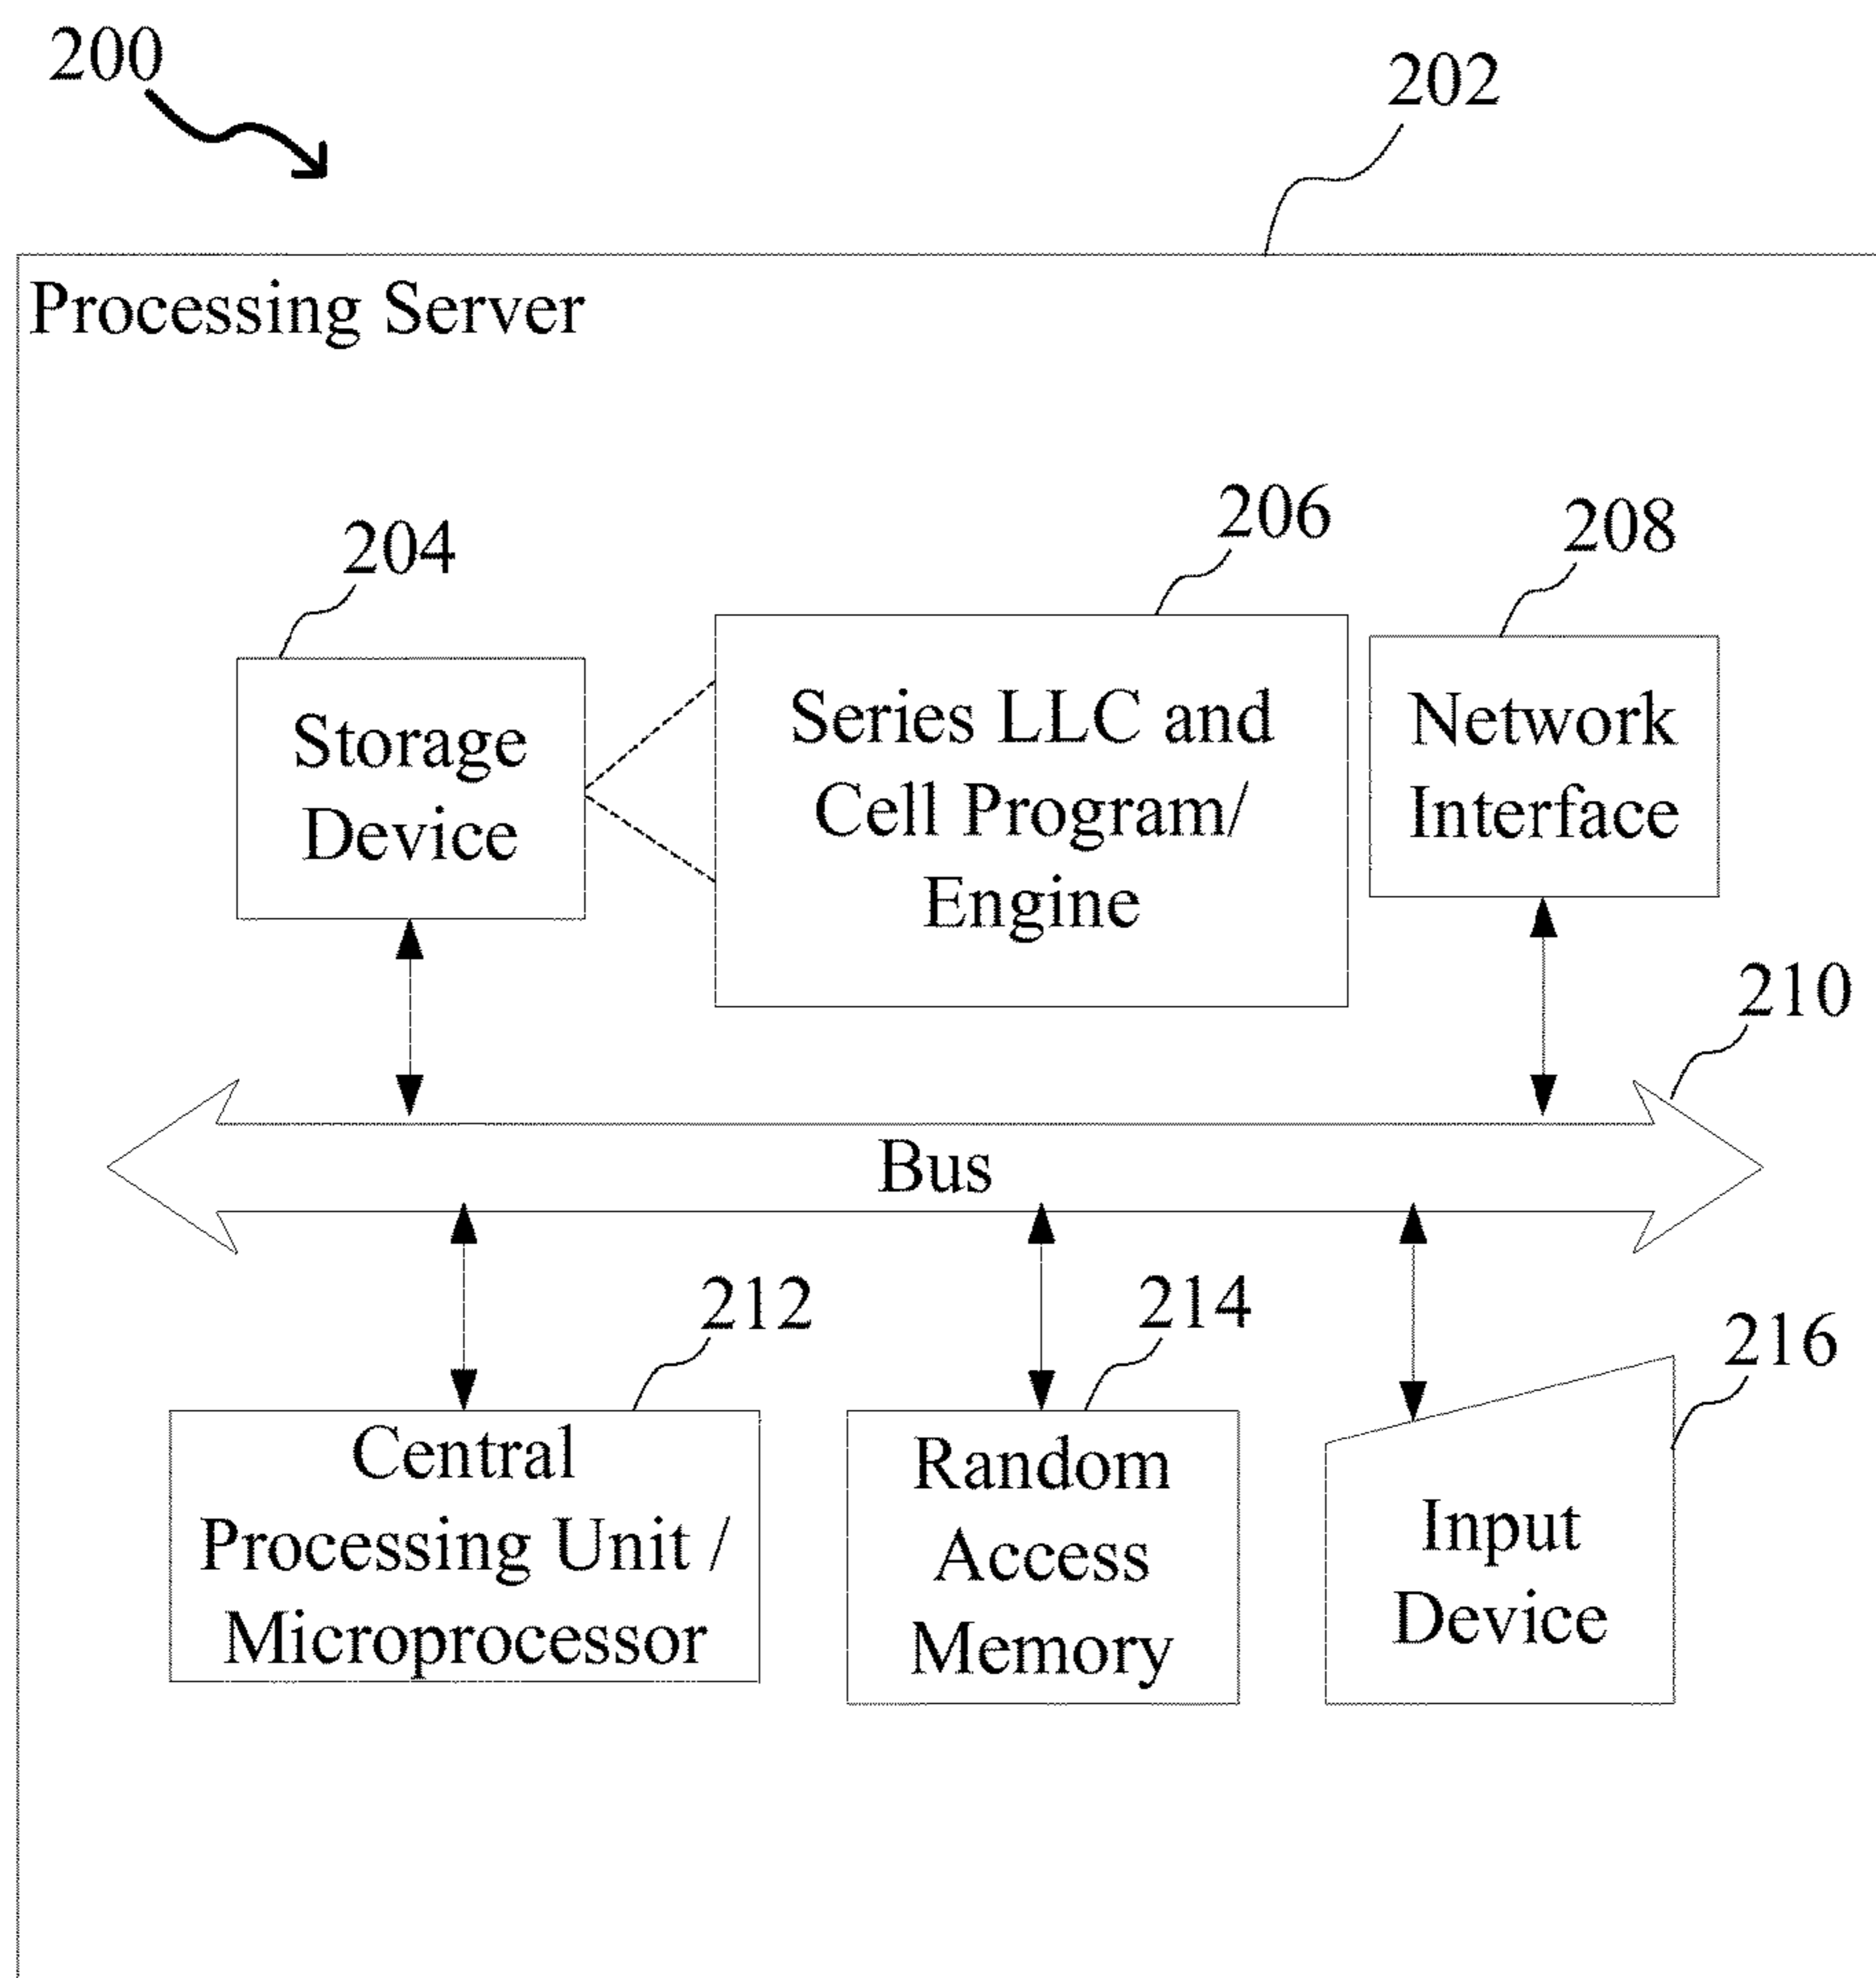 200
202
Processing Server
204
206
208
Storage
Device
Series LLC and
Cell Program/
Engine
Network
Interface
210
Bus
212
214
216
Central
Processing Unit /
Microprocessor
Random
Access
Memory
Input
Device